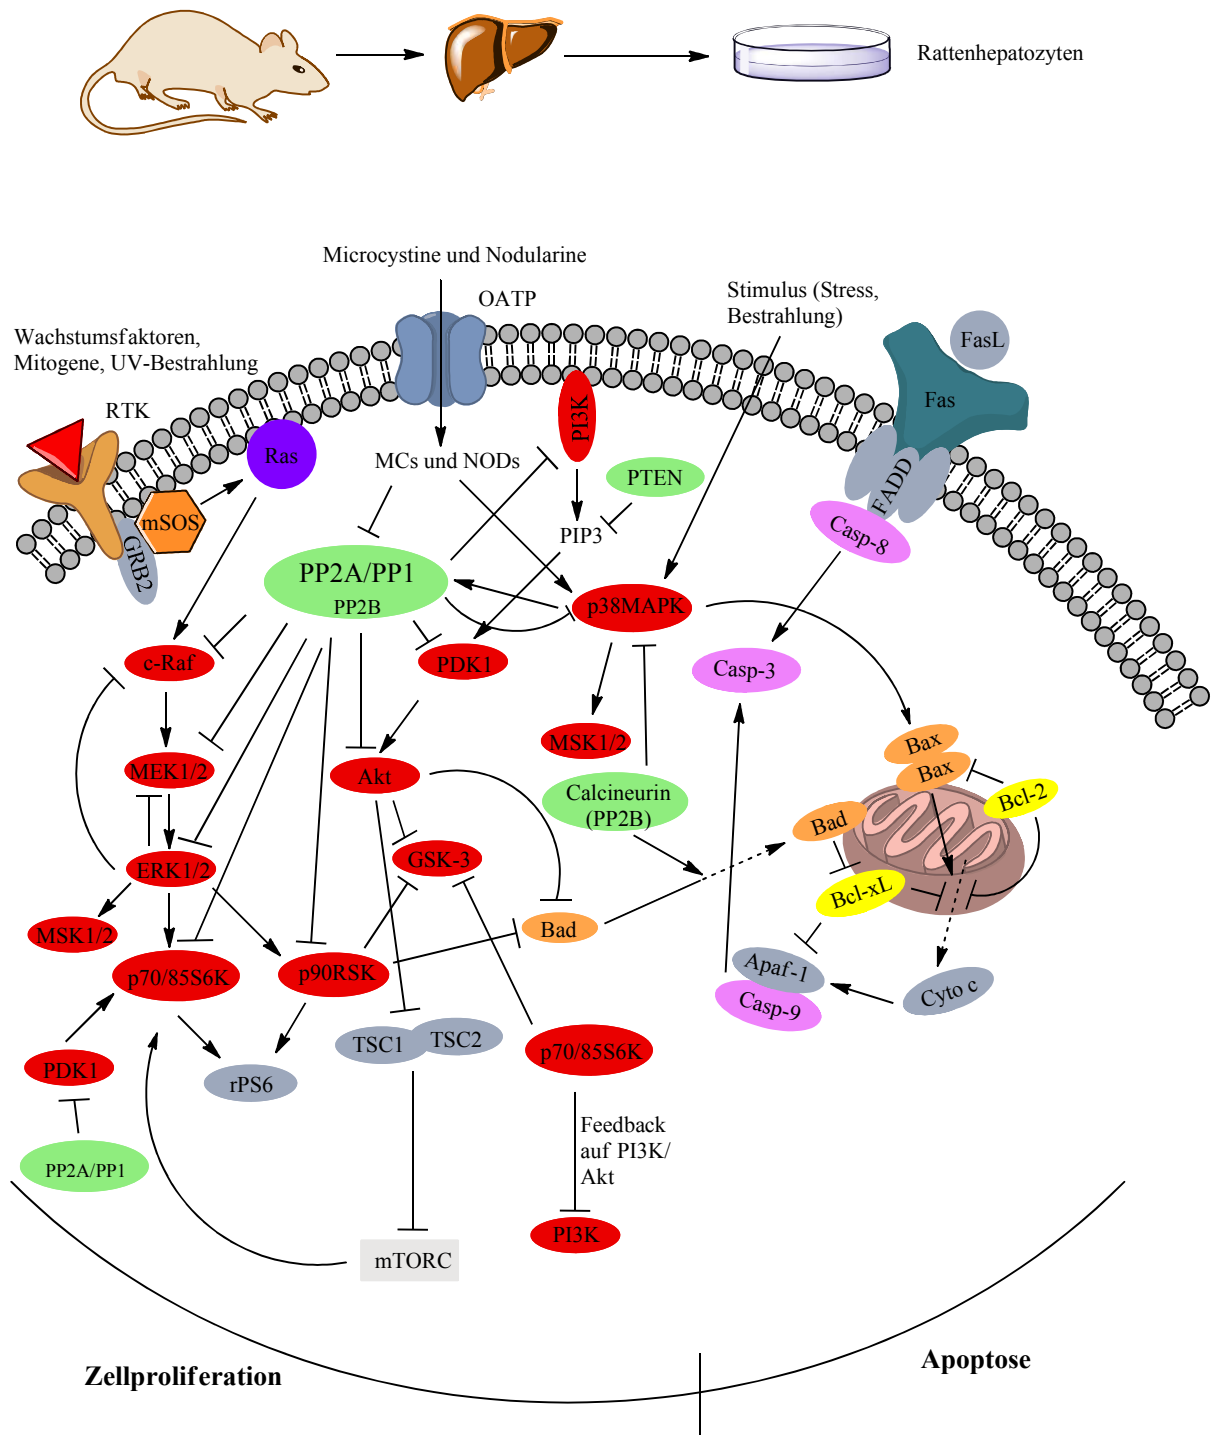 Rattenhepatozyten
Microcystine und Nodularine
OATP
Stimulus (Stress,
Bestrahlung)
Wachstumsfaktoren,
Mitogene, UV-Bestrahlung
FasL
Fas
RTK
PI3K
Ras
MCs und NODs
PTEN
FADD
mSOS
GRB2
PIP3
Casp-8
PP2A/PP1
PP2B
p38MAPK
c-Raf
PDK1
Casp-3
MSK1/2
Bax
Bax
MEK1/2
Akt
Calcineurin
(PP2B)
Bcl-2
Bad
ERK1/2
GSK-3
Bcl-xL
MSK1/2
Bad
p70/85S6K
p90RSK
Apaf-1
Cyto c
Casp-9
TSC1
TSC2
p70/85S6K
PDK1
rPS6
Feedback
auf PI3K/
Akt
PP2A/PP1
PI3K
mTORC
Zellproliferation
Apoptose